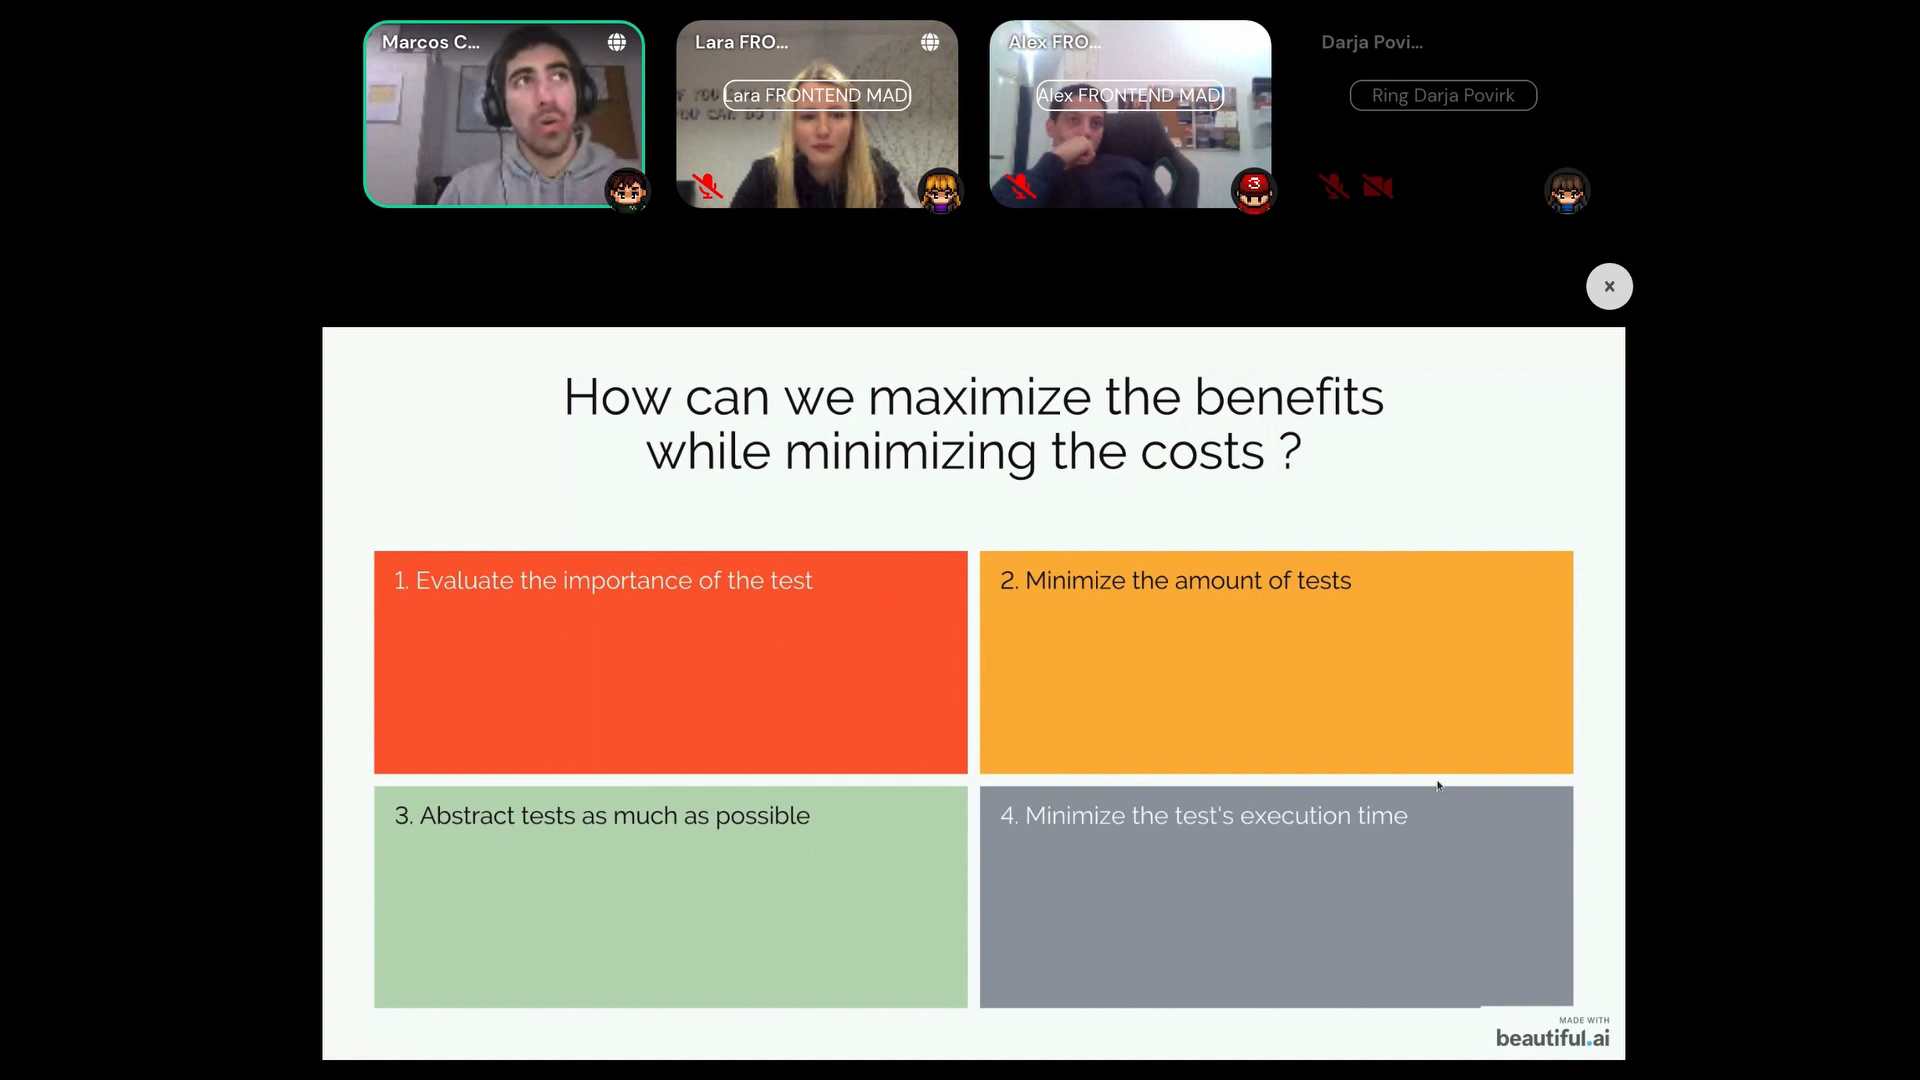 Marcos C...
Lara FRO...
Alex FRO...
Darja Povi...
Lara FRONTEND MAD
Alex FRONTEND MAD
Ring Darja Povirk
3
x
How can we maximize the benefits
while minimizing the costs ?
1. Evaluate the importance of the test
2. Minimize the amount of tests
3. Abstract tests as much as possible
4. Minimize the test's execution time
MADE WITH
beautiful.ai